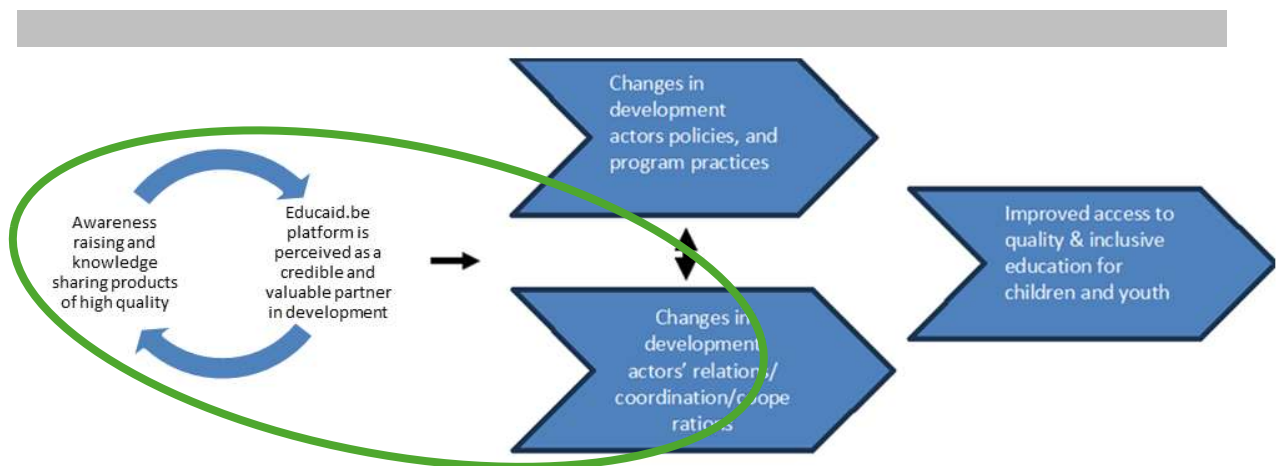 Awareness
raising and
knowledge
sharing products
of high quality
Educaid.be
platform is
perceived as a
credible and
valuable partner
in development
Changes in
development
actors policies, and
program practices
Changes in
development
actors’ relations/
coordination/coope
rations
Improved access to
quality & inclusive
education for
children and youth